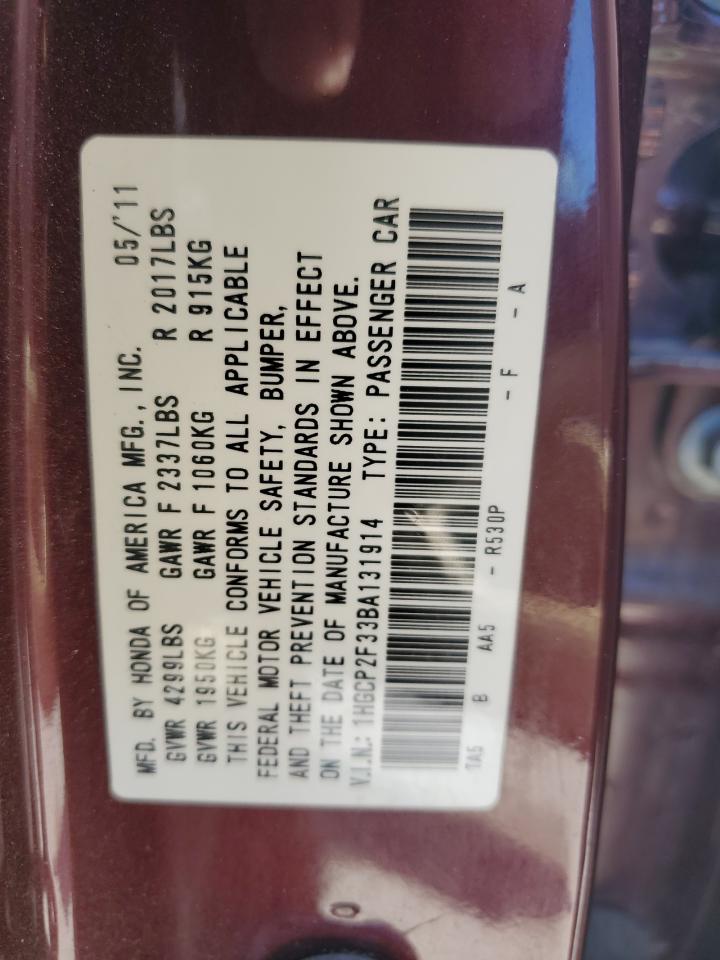 MFD. BY HONDA OF AMERICA MFG., INC. 05/'11
GVWR 4299LBS GAWR F 2337LBS R 2017LBS
GVWR 1950KG GAWR F 1060KG R 915KG
THIS VEHICLE CONFORMS TO ALL APPLICABLE
FEDERAL MOTOR VEHICLE SAFETY, BUMPER,
AND THEFT PREVENTION STANDARDS IN EFFECT
ON THE DATE OF MANUFACTURE SHOWN ABOVE.
V.I.N.: 1HGCP2F33BA131914 TYPE: PASSENGER CAR
TA5 B AA5 - R530P - F - A